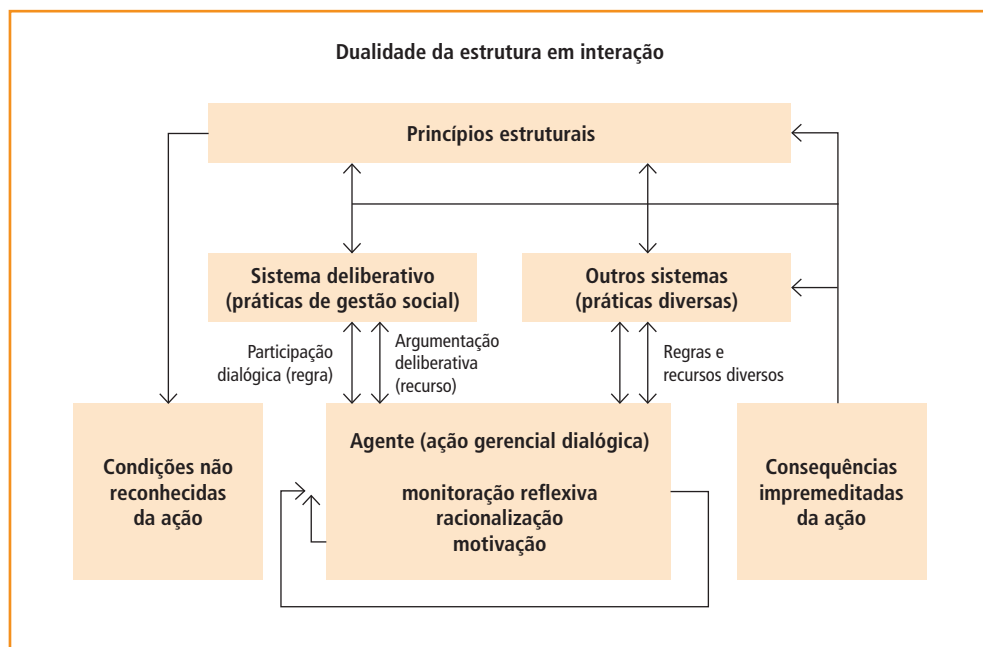 Dualidade da estrutura em interação
Princípios estruturais
Sistema deliberativo
(práticas de gestão social)
Outros sistemas
(práticas diversas)
Participação
dialógica (regra)
Argumentação
deliberativa
(recurso)
Regras e
recursos diversos
Condições não
reconhecidas
da ação
Agente (ação gerencial dialógica)
monitoração reflexiva
racionalização
motivação
Consequências
impremeditadas
da ação